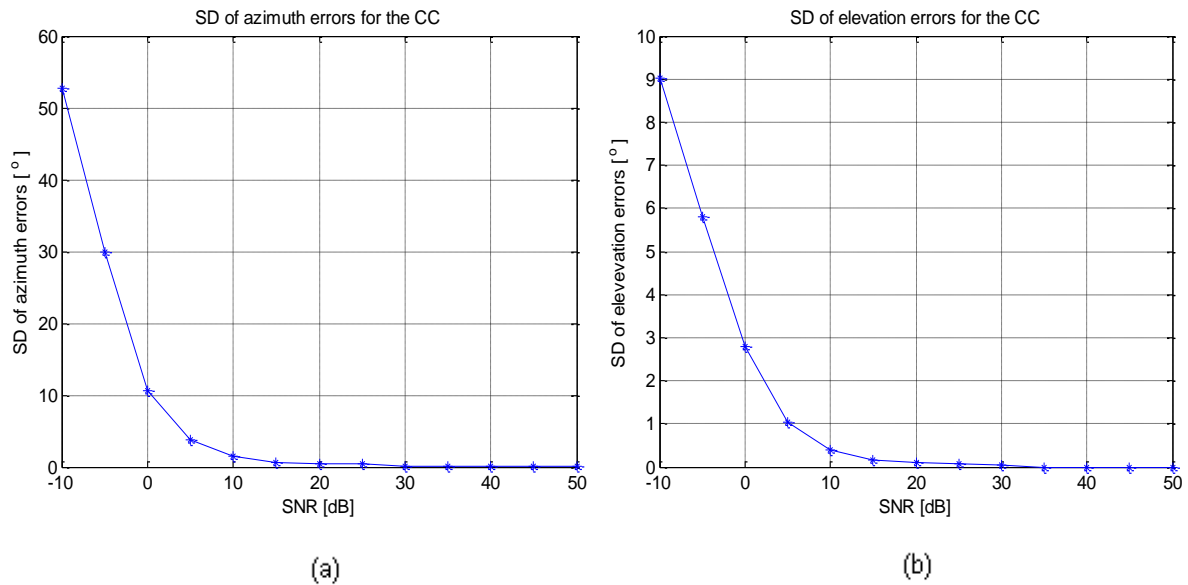 SD of azimuth errors for the CC
60
50
40
30
20
10
0
SD of azimuth errors [ o ]
-10 0 10 20 30 40 50
SNR [dB]
(a)
SD of elevation errors for the CC
10
9
8
7
6
5
4
3
2
1
0
SD of elevevation errors [ o ]
-10 0 10 20 30 40 50
SNR [dB]
(b)